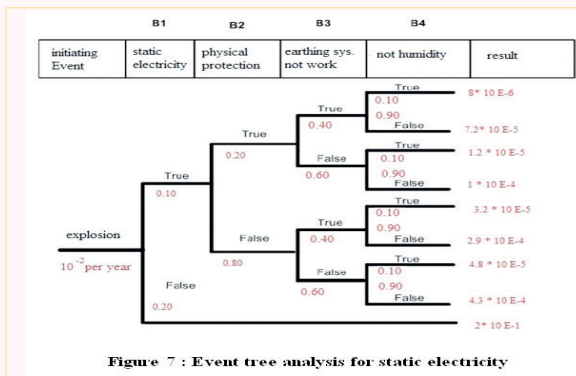 B1 B2 B3 B4
initiating Event static electricity physical protection earthing sys. not work not humidity result
True 8* 10 E-6
0.10
True 0.90
0.40 False 7.2* 10 E-5
True True 1.2 * 10 E-5
0.20 False 0.10
0.60 0.90
True False 1 * 10 E-4
0.10
True 3.2 * 10 E-5
explosion True 0.10
10 -2 per year 0.40 0.90
False False 2.9 * 10 E-4
0.80
False True 4.8 * 10 E-5
0.20 False 0.10
0.60 0.90
False 4.3 * 10 E-4
2* 10 E-1
Figure 7 : Event tree analysis for static electricity